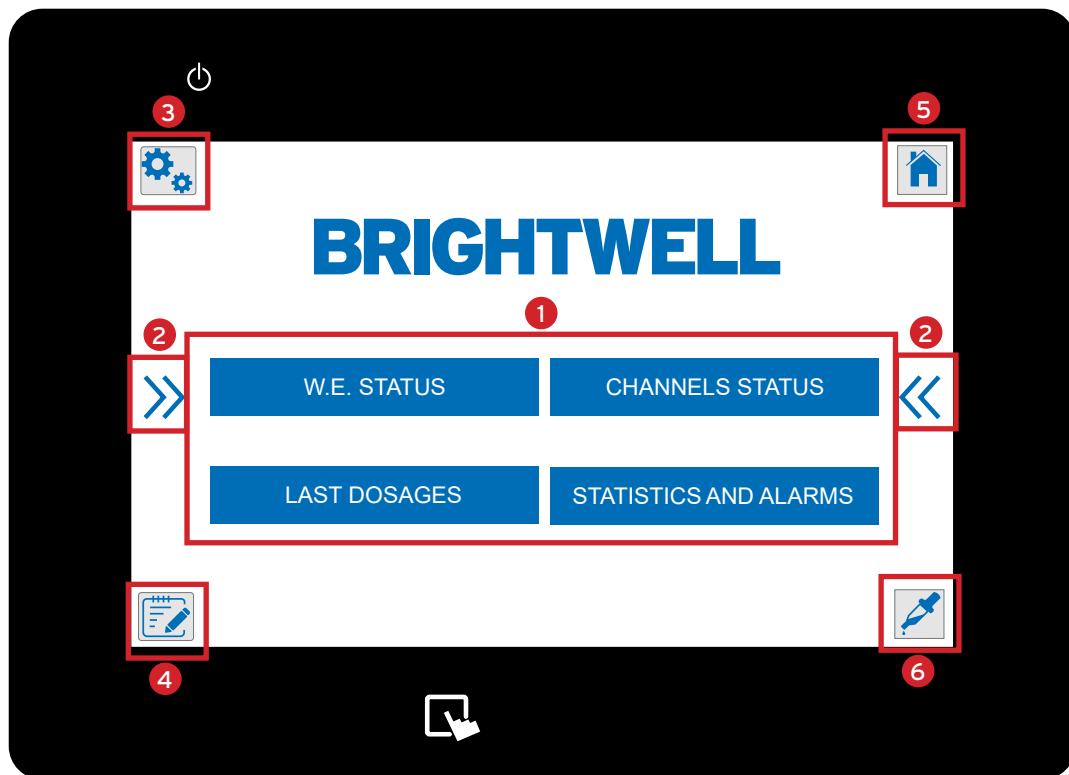 3
5
BRIGHTWELL
1
2
2
W.E. STATUS
CHANNELS STATUS
LAST DOSAGES
STATISTICS AND ALARMS
4
6